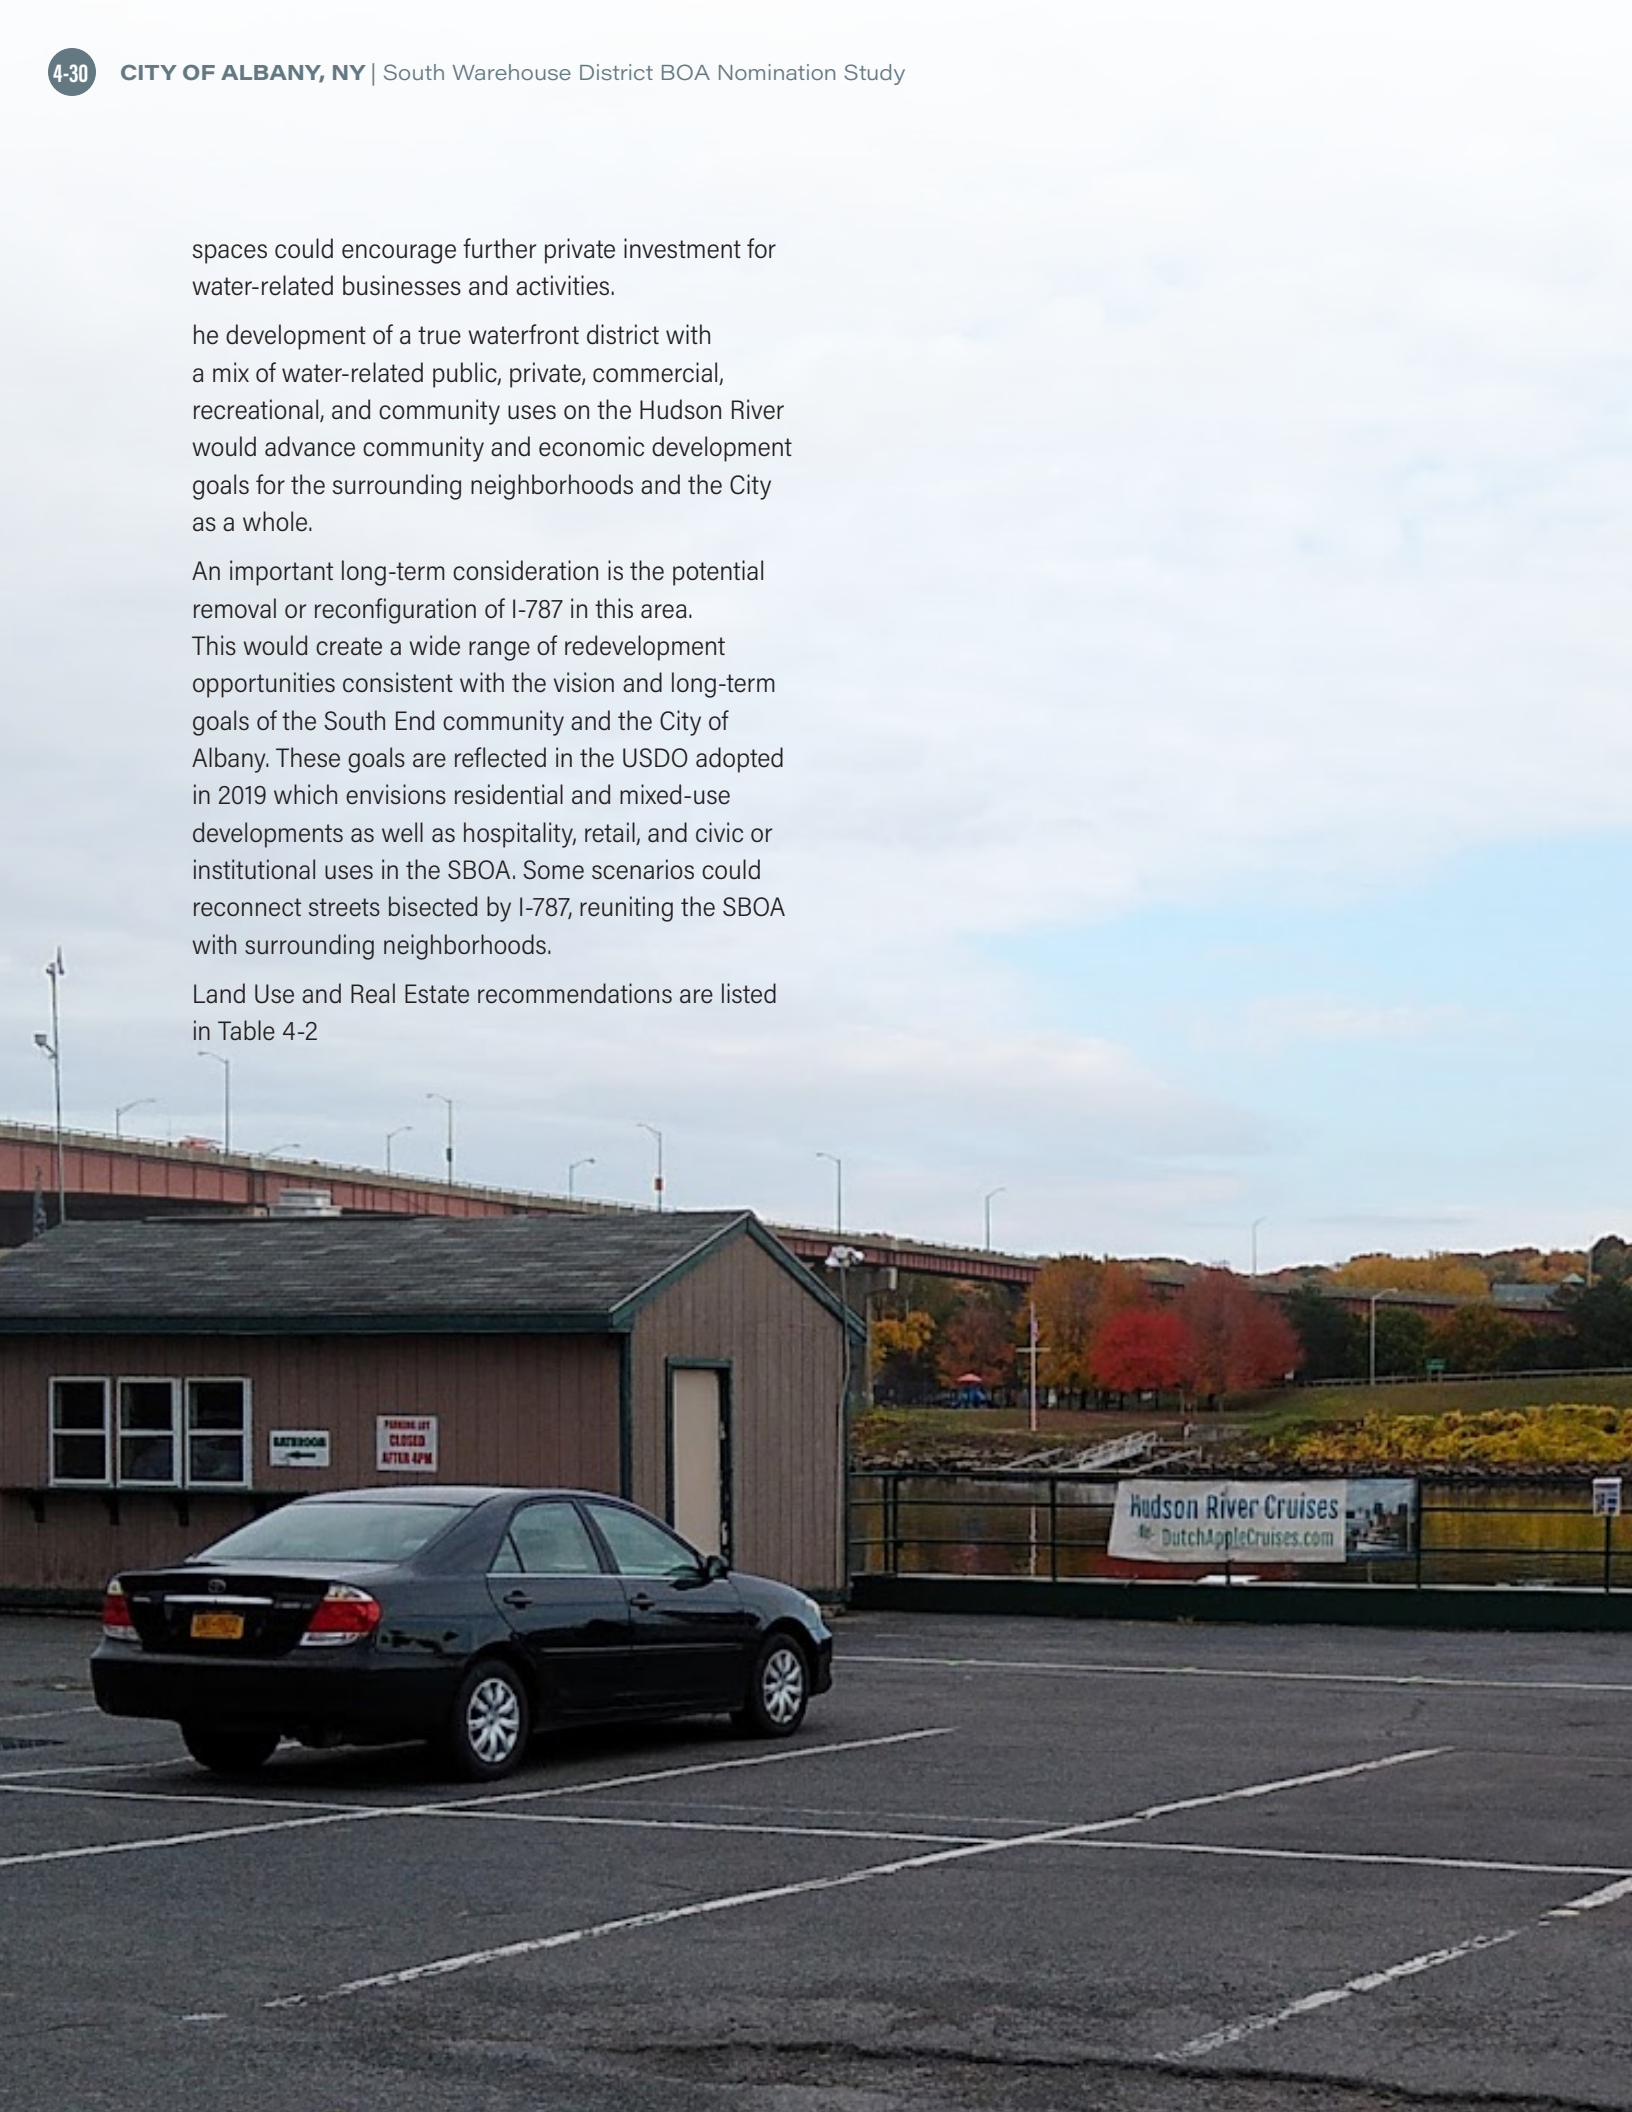 4-30 CITY OF ALBANY, NY | South Warehouse District BOA Nomination Study
spaces could encourage further private investment for
water-related businesses and activities.
he development of a true waterfront district with
a mix of water-related public, private, commercial,
recreational, and community uses on the Hudson River
would advance community and economic development
goals for the surrounding neighborhoods and the City
as a whole.
An important long-term consideration is the potential
removal or reconfiguration of I-787 in this area.
This would create a wide range of redevelopment
opportunities consistent with the vision and long-term
goals of the South End community and the City of
Albany. These goals are reflected in the USDO adopted
in 2019 which envisions residential and mixed-use
developments as well as hospitality, retail, and civic or
institutional uses in the SBOA. Some scenarios could
reconnect streets bisected by I-787, reuniting the SBOA
with surrounding neighborhoods.
Land Use and Real Estate recommendations are listed
in Table 4-2
BATHROOM
PARKING LOT
CLOSED
AFTER 4PM
Hudson River Cruises
DutchAppleCruises.com